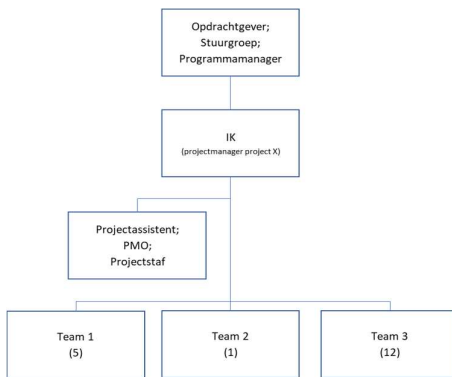 Opdrachtgever;
Stuurgroep;
Programmamanager
IK
(projectmanager project X)
Projectassistent;
PMO;
Projectstaf
Team 1
(5)
Team 2
(1)
Team 3
(12)